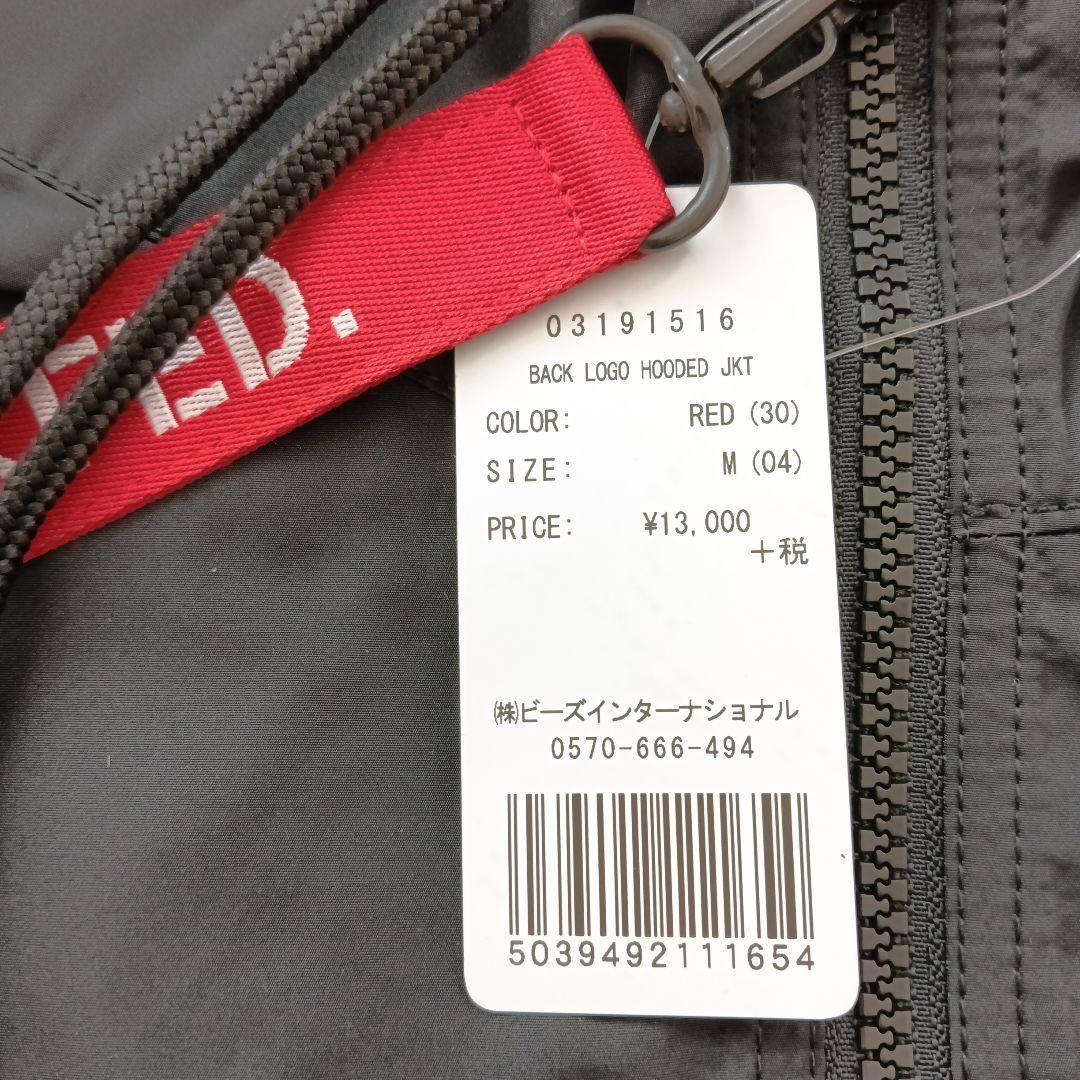 ED.
03191516
BACK LOGO HOODED JKT
COLOR: RED (30)
SIZE: M (04)
PRICE: ¥13,000
+税
㈱ビーズインターナショナル
0570-666-494
5039492111654